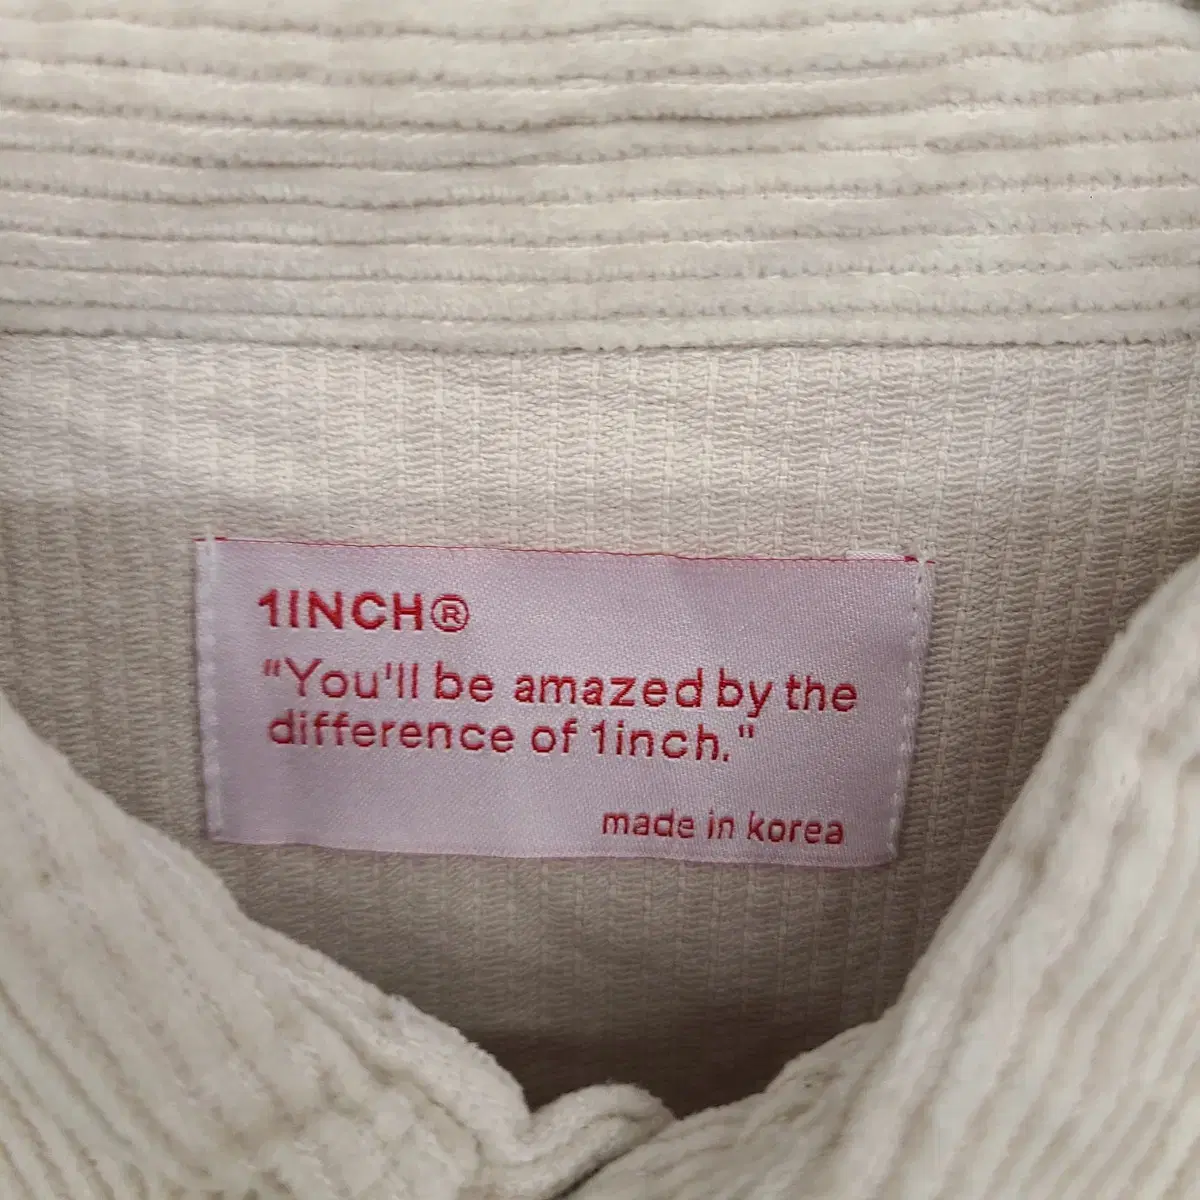 1INCH®
"You'll be amazed by the
difference of 1inch."
made in korea